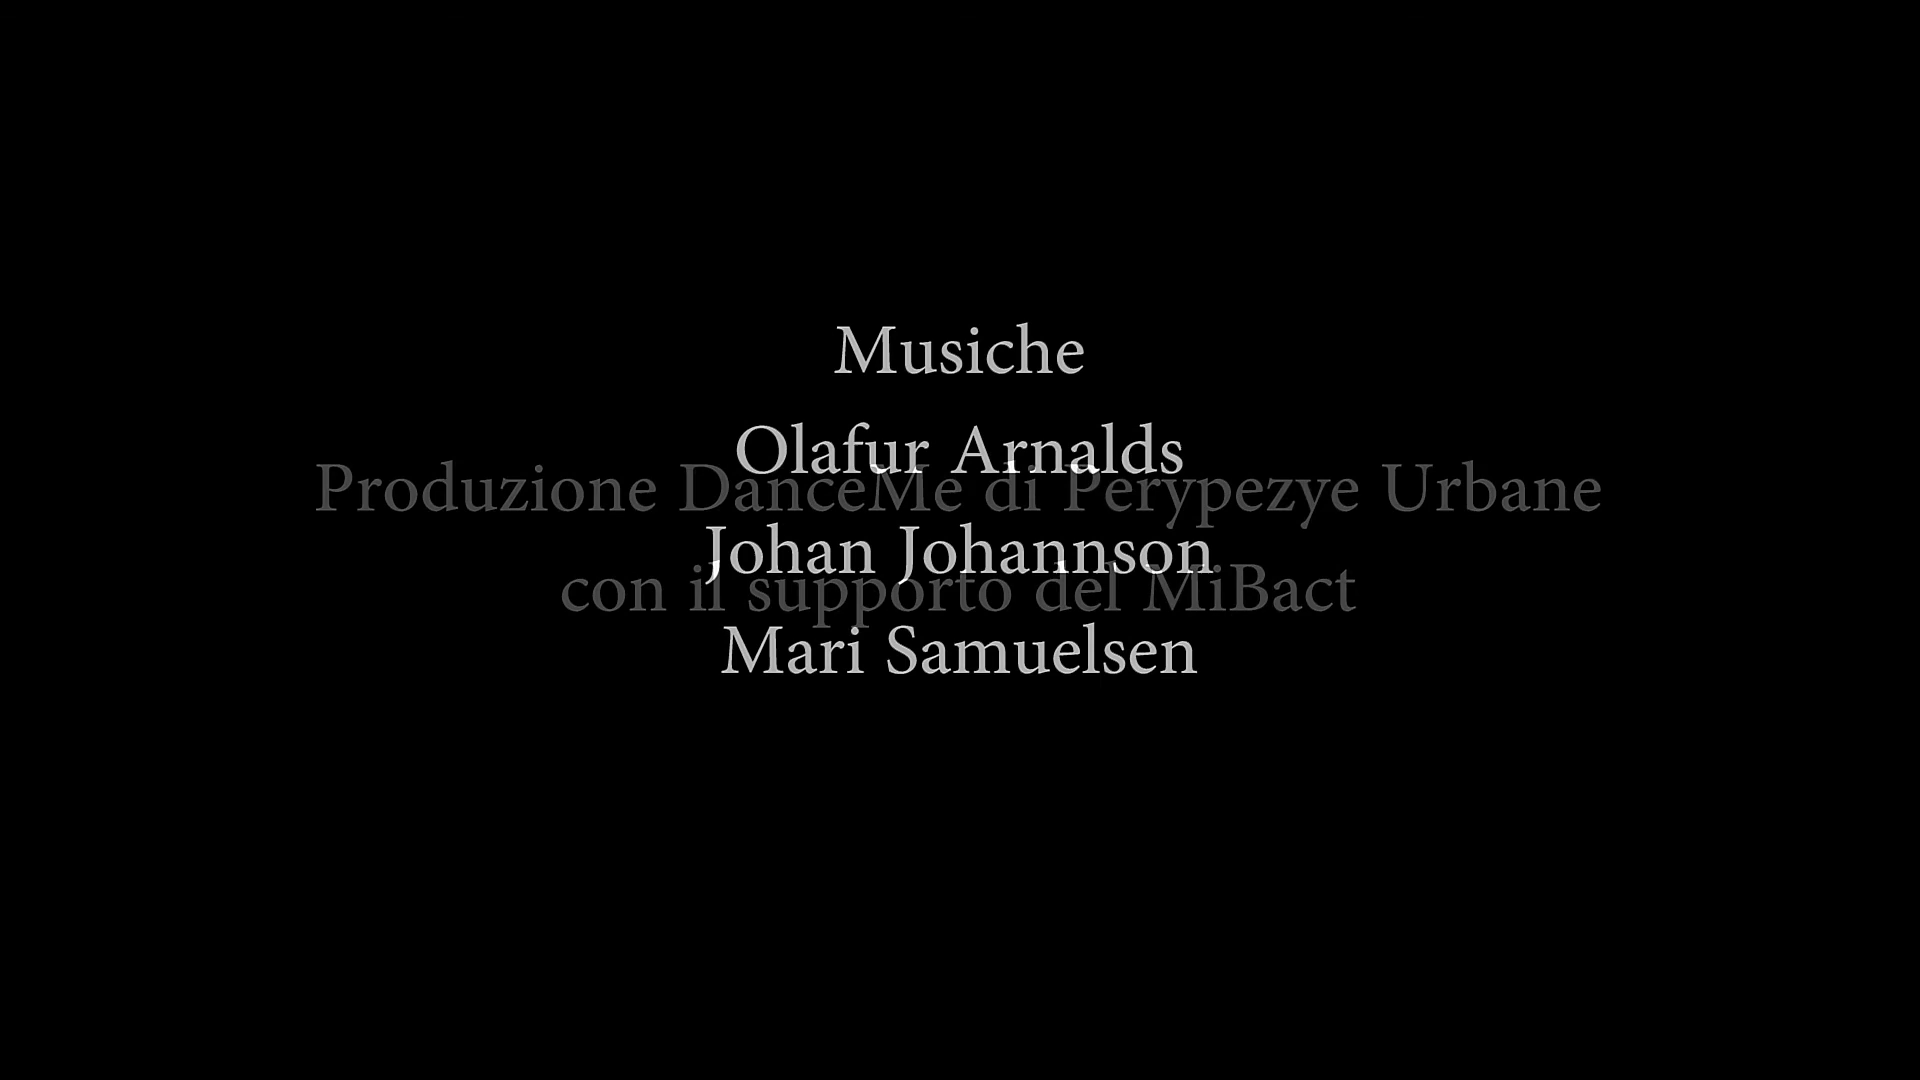 Musiche
Olafur Arnalds
Produzione DanceMe di Perypezye Urbane
Johan Johannson
con il supporto del MiBact
Mari Samuelsen